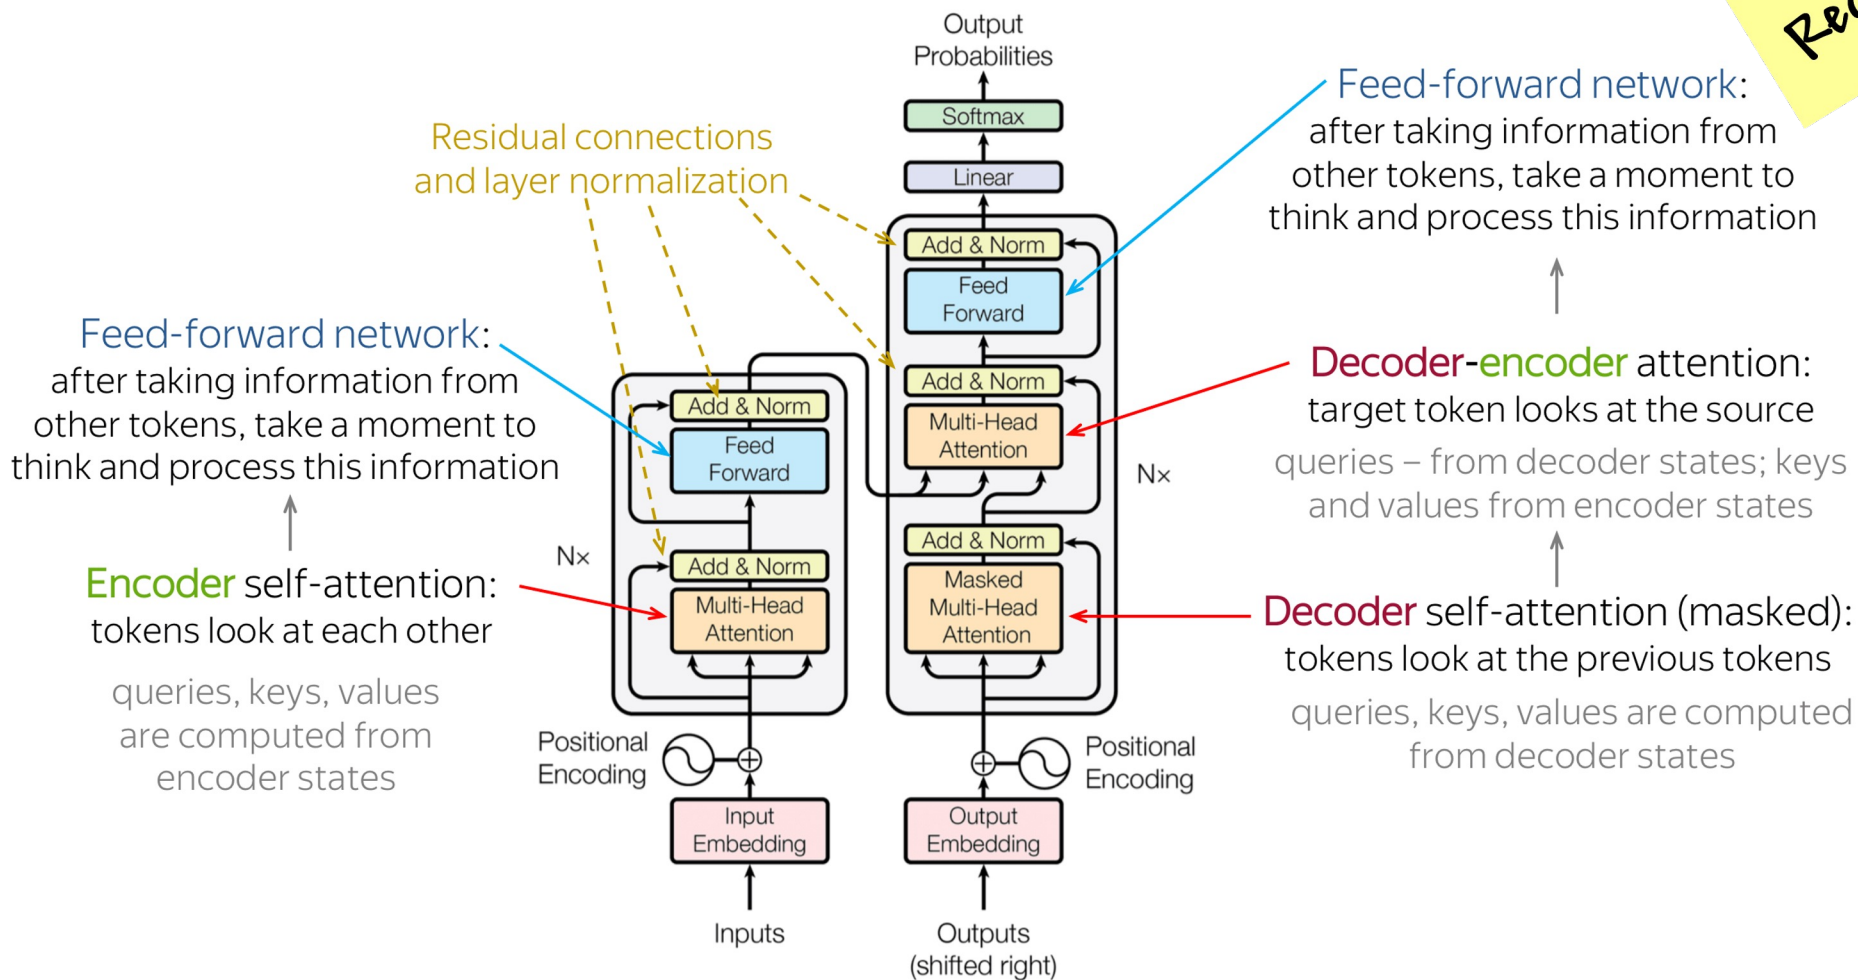 Output
Probabilities
Softmax
Linear
Add & Norm
Feed
Forward
Add & Norm
Multi-Head
Attention
Add & Norm
Masked
Multi-Head
Attention
Nx
Positional
Encoding
Output
Embedding
Outputs
(shifted right)
Residual connections
and layer normalization
Add & Norm
Feed
Forward
Add & Norm
Multi-Head
Attention
Nx
Positional
Encoding
Input
Embedding
Inputs
Feed-forward network:
after taking information from
other tokens, take a moment to
think and process this information
Encoder self-attention:
tokens look at each other
queries, keys, values
are computed from
encoder states
Feed-forward network:
after taking information from
other tokens, take a moment to
think and process this information
Decoder-encoder attention:
target token looks at the source
queries – from decoder states; keys
and values from encoder states
Decoder self-attention (masked):
tokens look at the previous tokens
queries, keys, values are computed
from decoder states